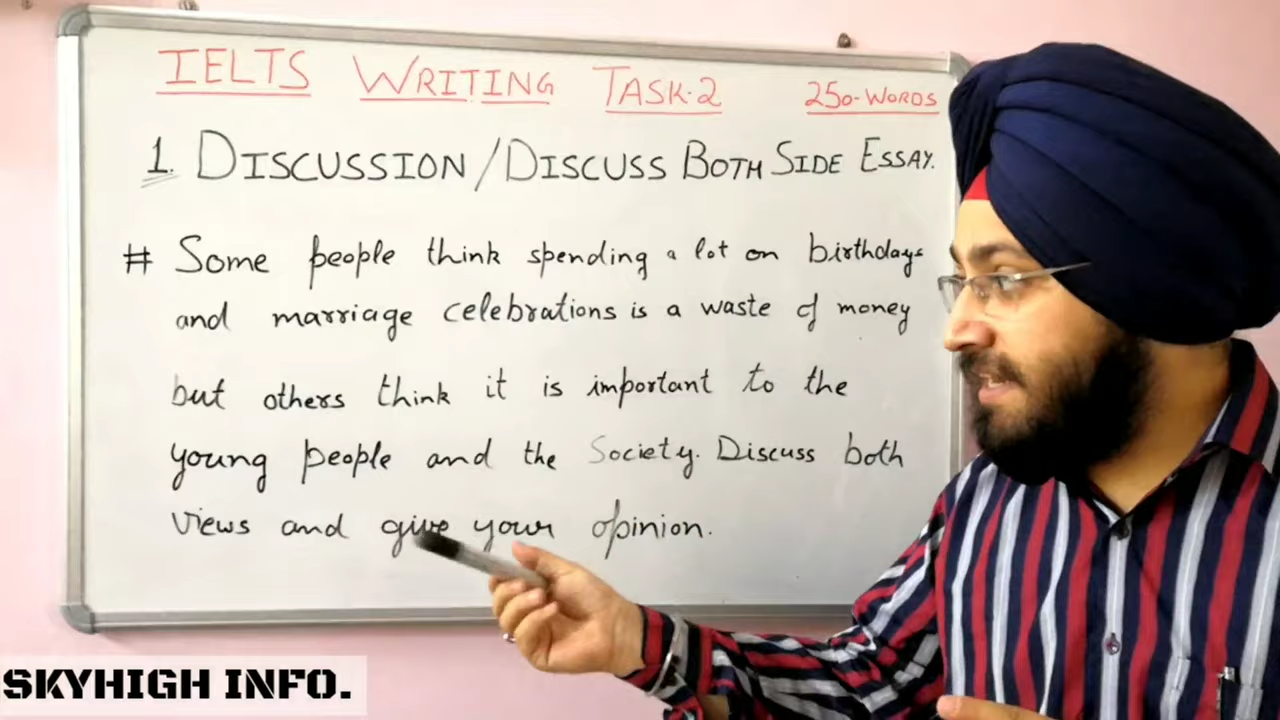 IELTS WRITING TASK-2 250-WORDS
1. DISCUSSION/DISCUSS BOTH SIDE ESSAY.
# Some people think spending a lot on birthdays
and marriage celebrations is a waste of money
but others think it is important to the
young people and the Society. Discuss both
views and give your opinion.
SKYHIGH INFO.